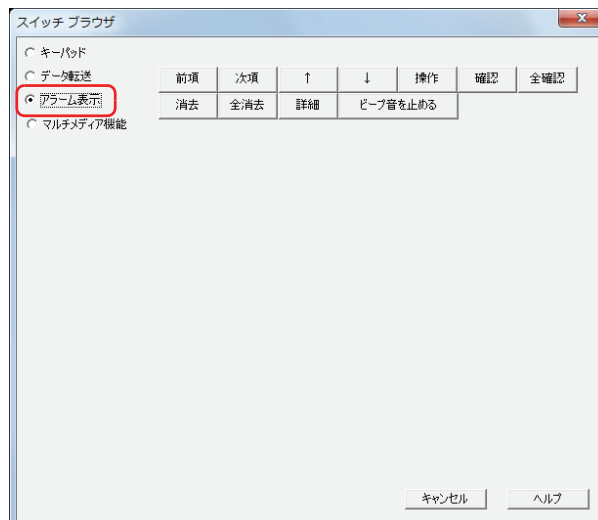 スイッチ ブラウザ
キーパッド
データ転送
アラーム表示
マルチメディア機能
前項 次項 ↑ ↓ 操作 確認 全確認
消去 全消去 詳細 ビープ音を止める
キャンセル ヘルプ